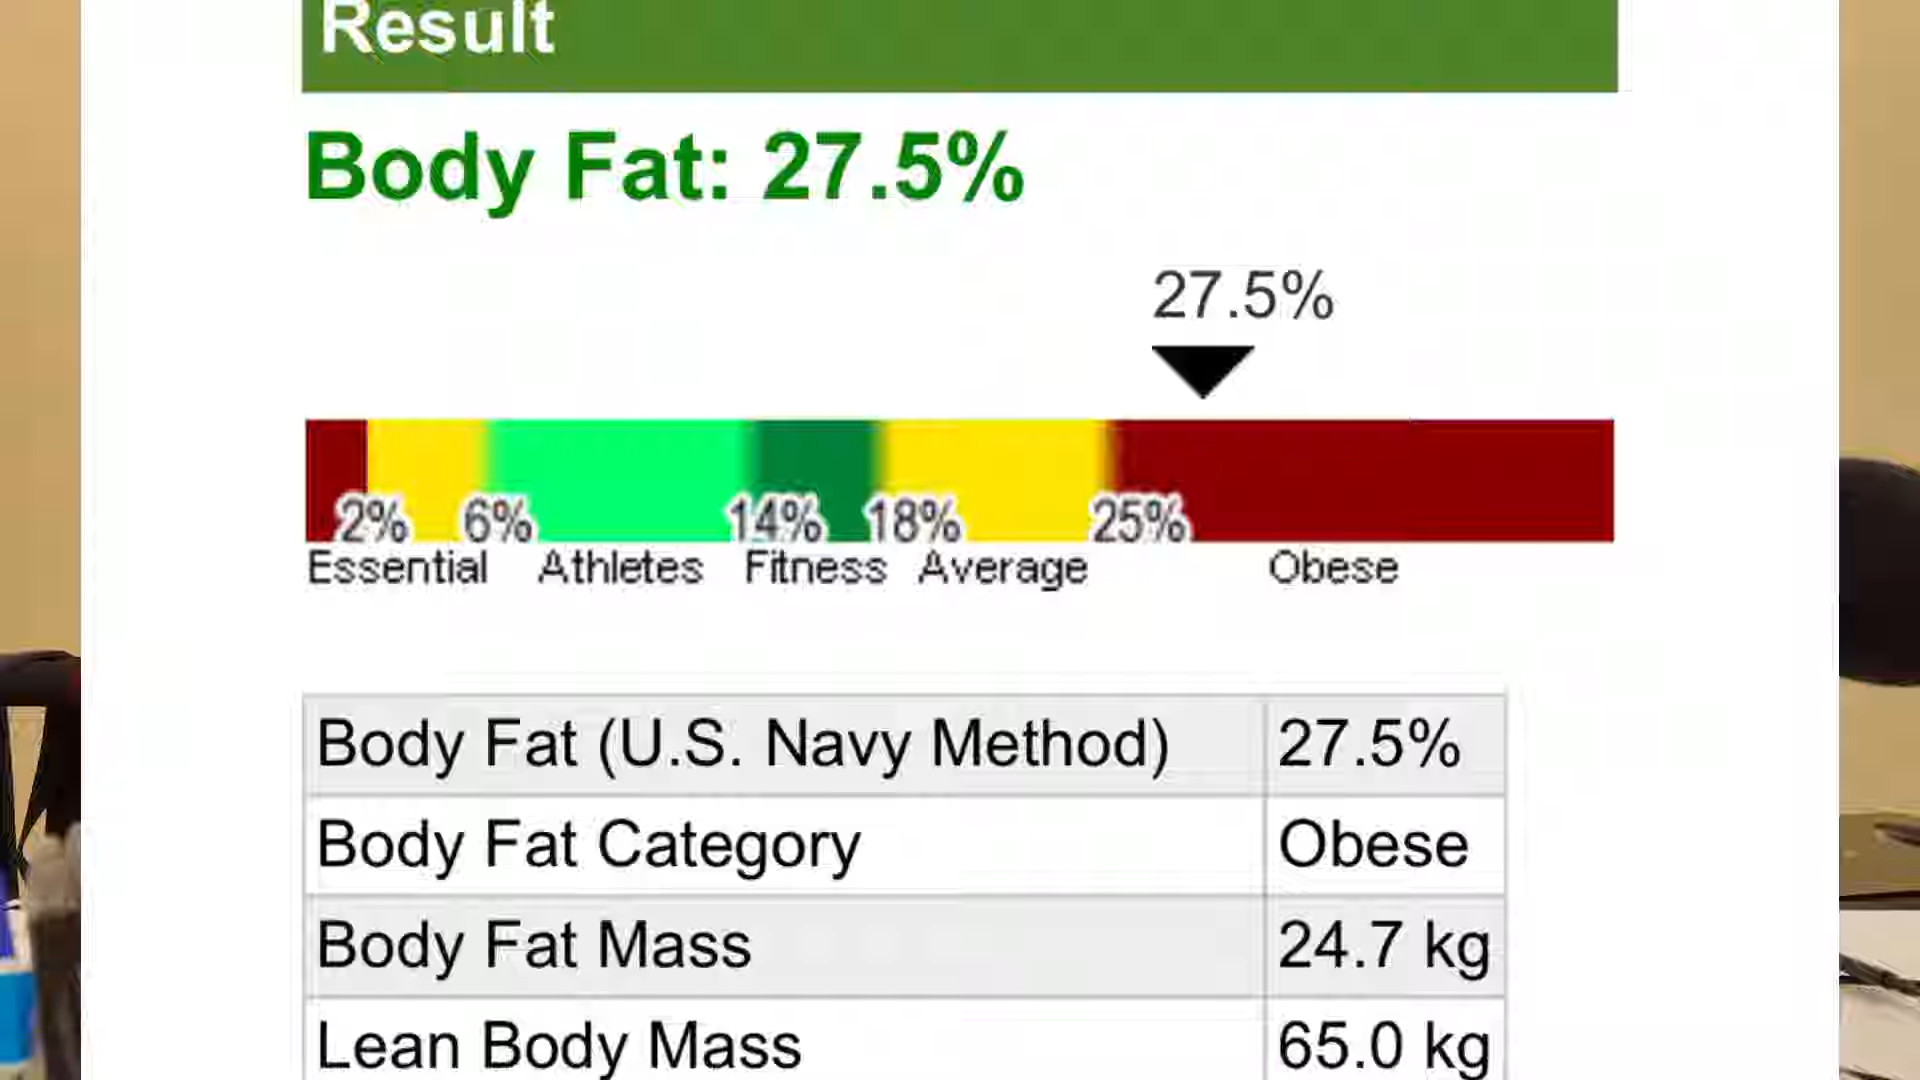 Result
Body Fat: 27.5%
27.5%
2% 6% 14% 18% 25%
Essential Athletes Fitness Average Obese
Body Fat (U.S. Navy Method) 27.5%
Body Fat Category Obese
Body Fat Mass 24.7 kg
Lean Body Mass 65.0 kg